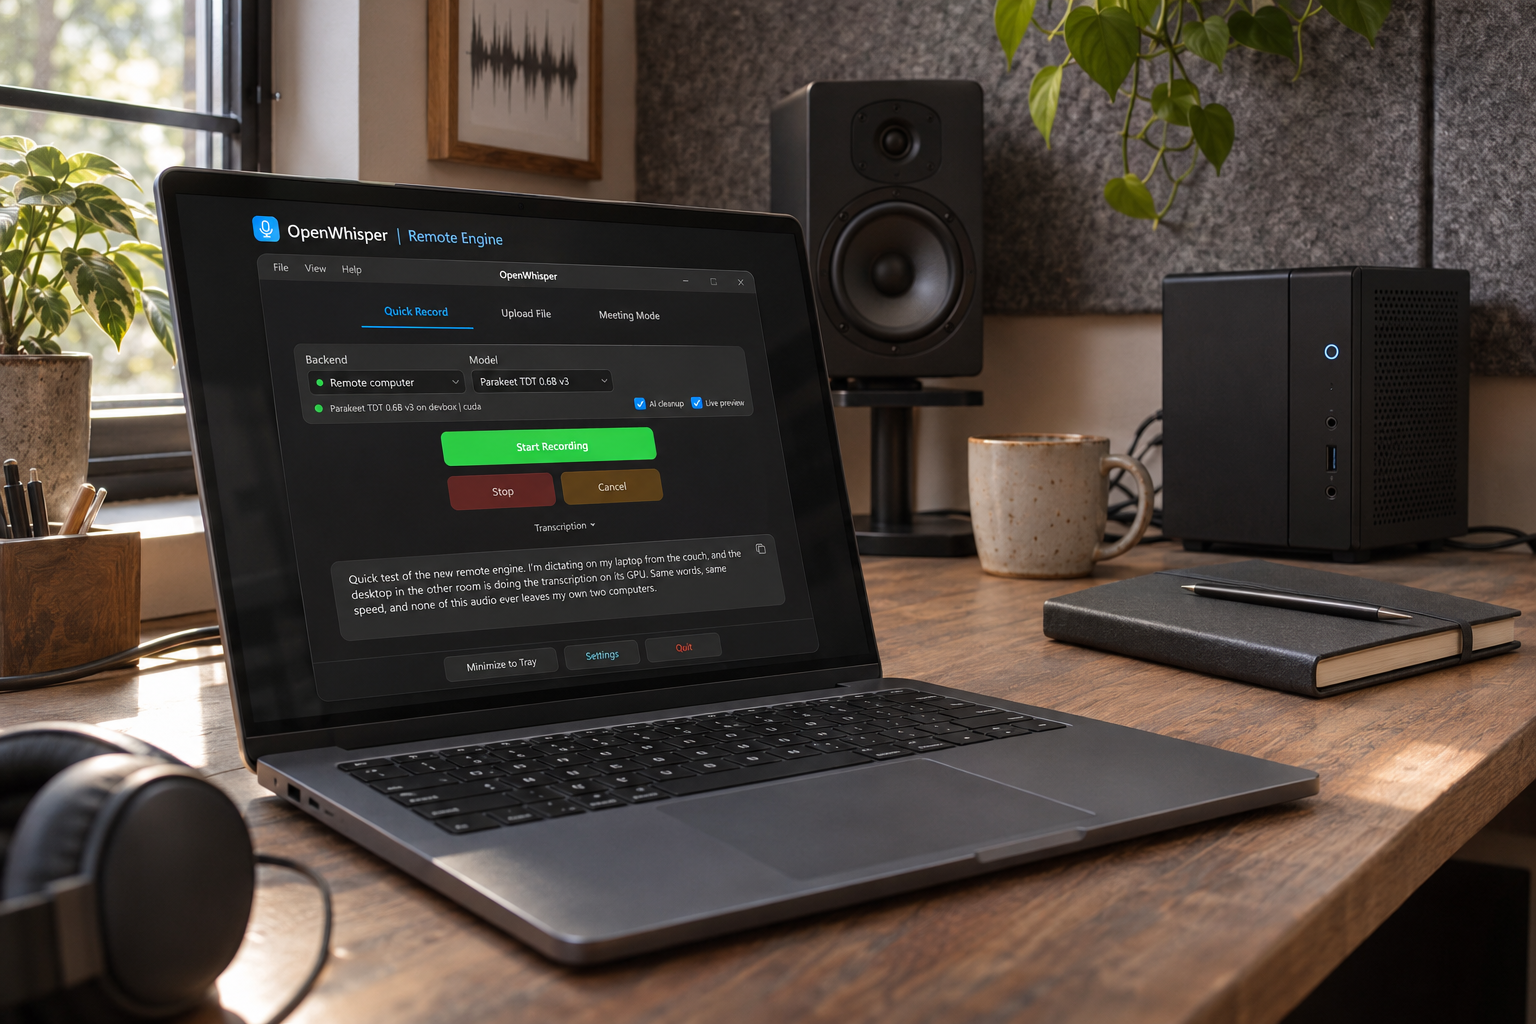 OpenWhisper | Remote Engine
File View Help
OpenWhisper
Quick Record Upload File Meeting Mode
Backend Model
Remote computer Parakeet TDT 0.6B v3
Parakeet TDT 0.6B v3 on devbox | cuda
AI cleanup Live preview
Start Recording
Stop Cancel
Transcription
Quick test of the new remote engine. I'm dictating on my laptop from the couch, and the
desktop in the other room is doing the transcription on its GPU. Same words, same
speed, and none of this audio ever leaves my own two computers.
Minimize to Tray Settings Quit